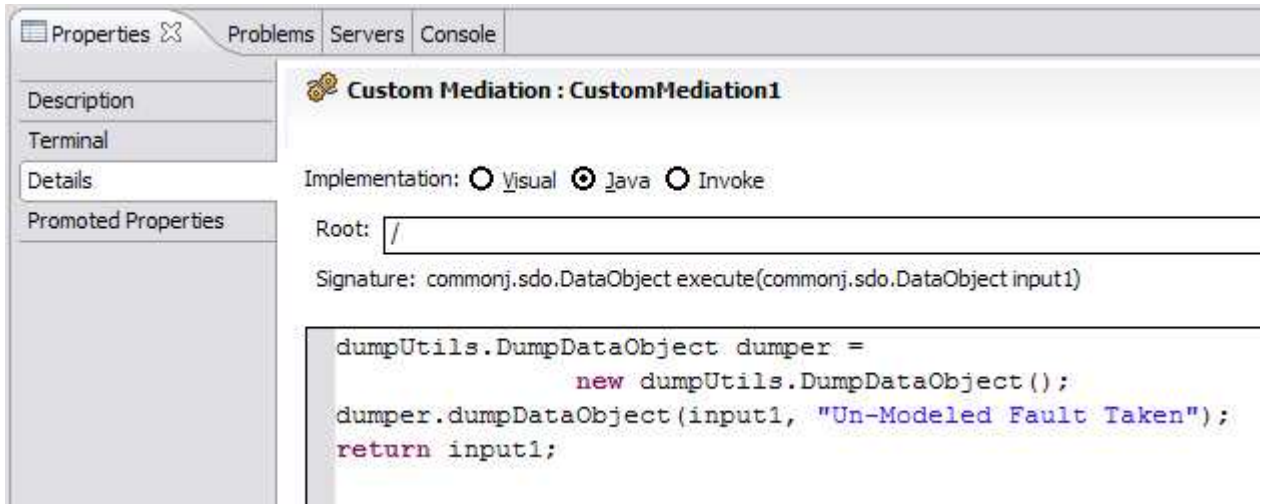 Properties Problems Servers Console
Description
Terminal
Details
Promoted Properties
Custom Mediation : CustomMediation1
Implementation: Visual Java Invoke
Root: /
Signature: commonj.sdo.DataObject execute(commonj.sdo.DataObject input1)
dumpUtils.DumpDataObject dumper =
new dumpUtils.DumpDataObject();
dumper.dumpDataObject(input1, "Un-Modeled Fault Taken");
return input1;